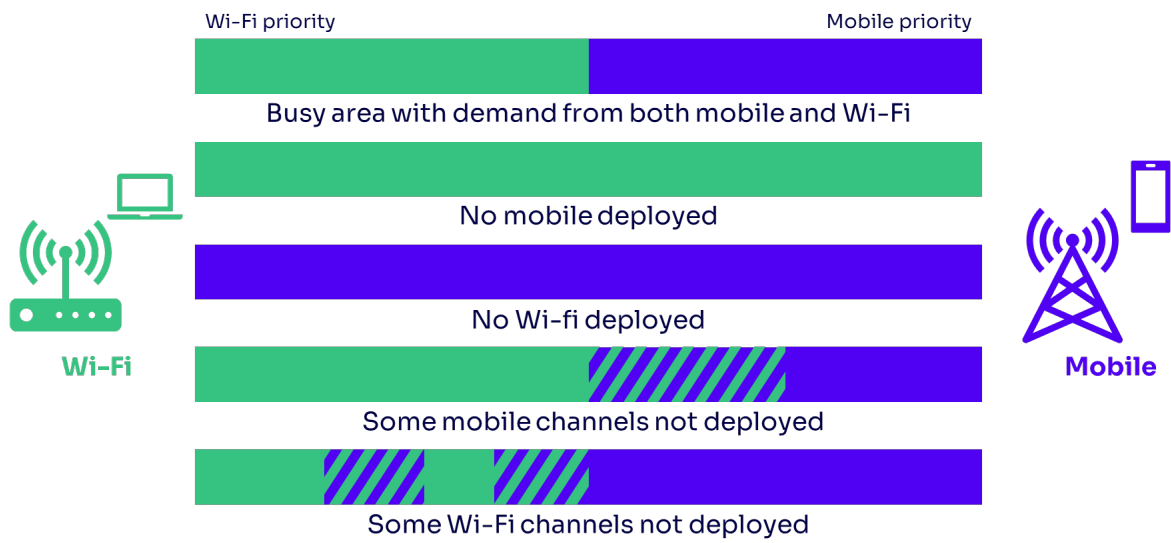 Wi-Fi priority
Mobile priority
Busy area with demand from both mobile and Wi-Fi
No mobile deployed
No Wi-fi deployed
Wi-Fi
Mobile
Some mobile channels not deployed
Some Wi-Fi channels not deployed